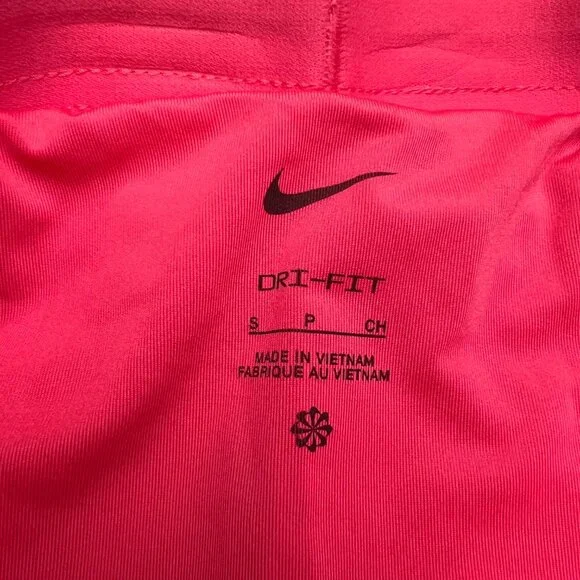 DRI-FIT
S P CH
MADE IN VIETNAM
FABRIQUE AU VIETNAM